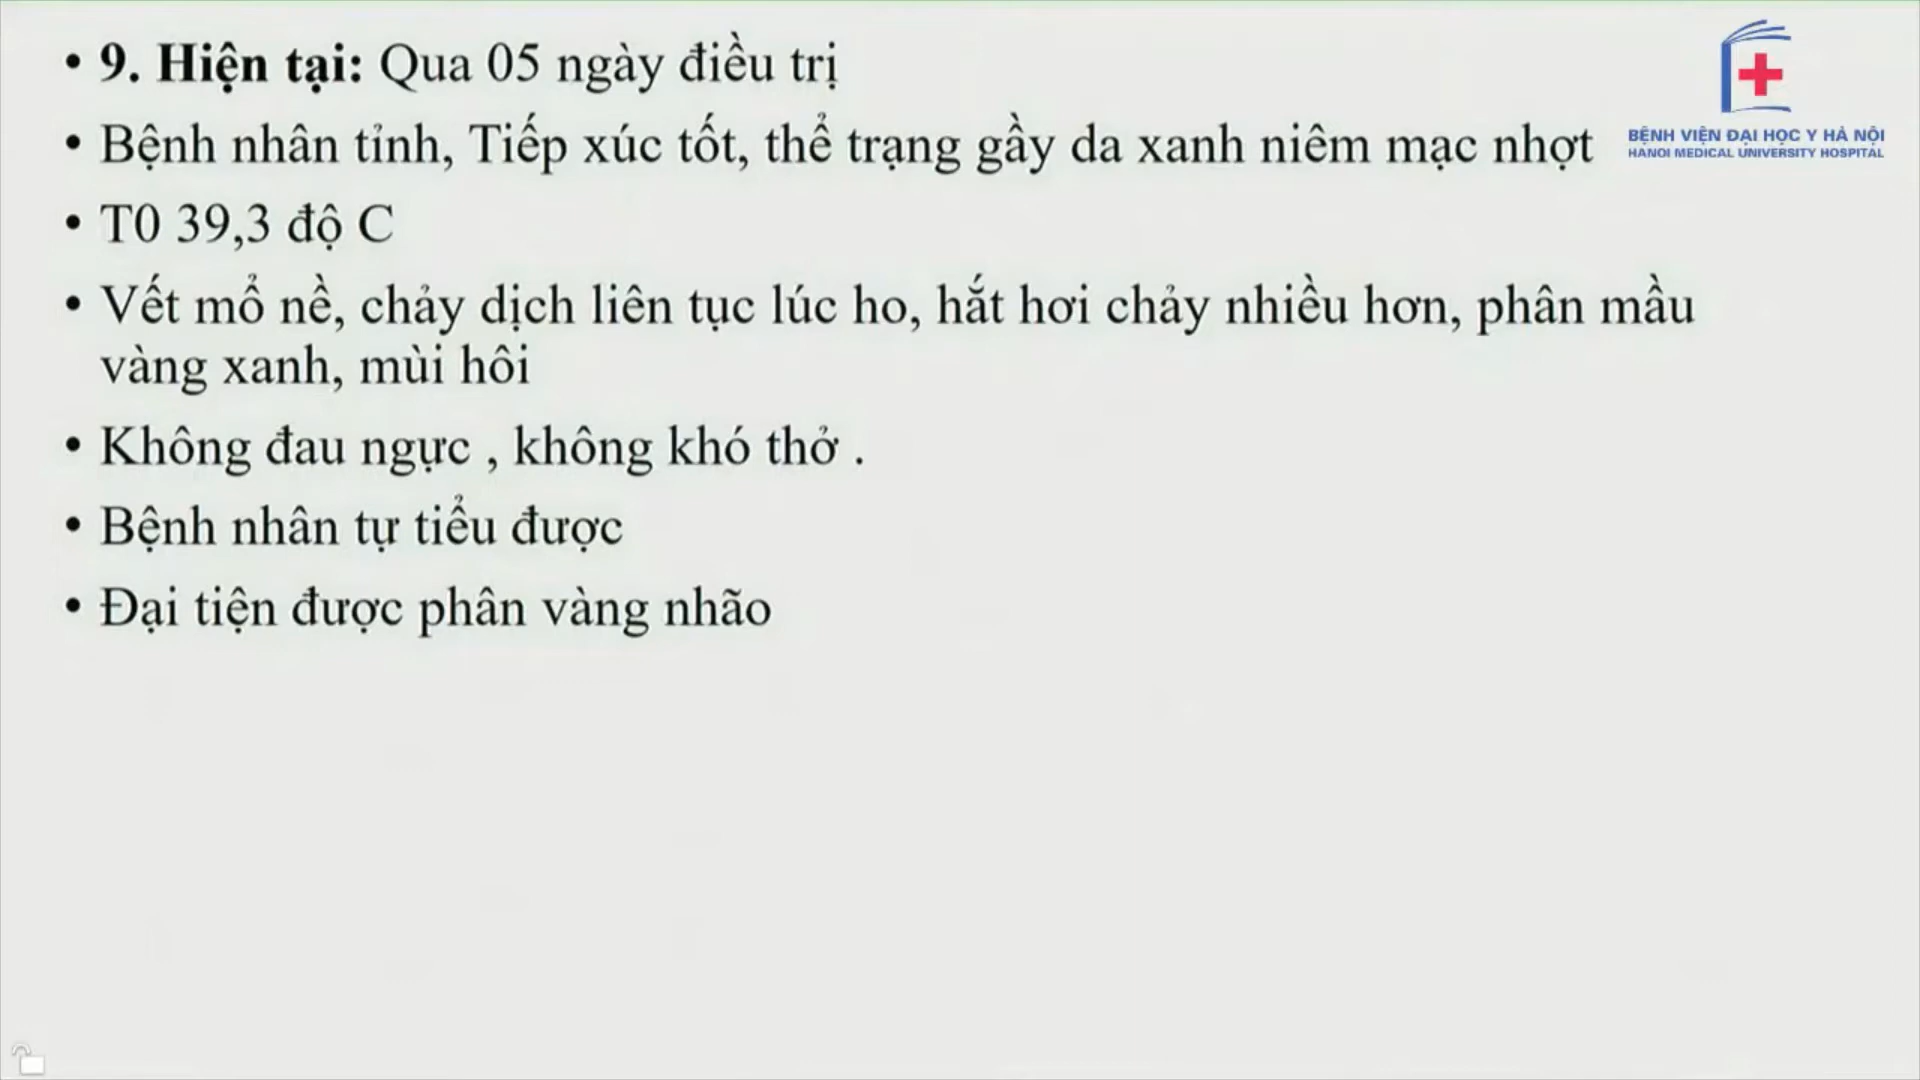 • 9. Hiện tại: Qua 05 ngày điều trị
BỆNH VIỆN ĐẠI HỌC Y HÀ NỘI
HANOI MEDICAL UNIVERSITY HOSPITAL
• Bệnh nhân tỉnh, Tiếp xúc tốt, thể trạng gầy da xanh niêm mạc nhợt
• T0 39,3 độ C
• Vết mổ nề, chảy dịch liên tục lúc ho, hắt hơi chảy nhiều hơn, phân mầu
vàng xanh, mùi hôi
• Không đau ngực , không khó thở .
• Bệnh nhân tự tiểu được
• Đại tiện được phân vàng nhão